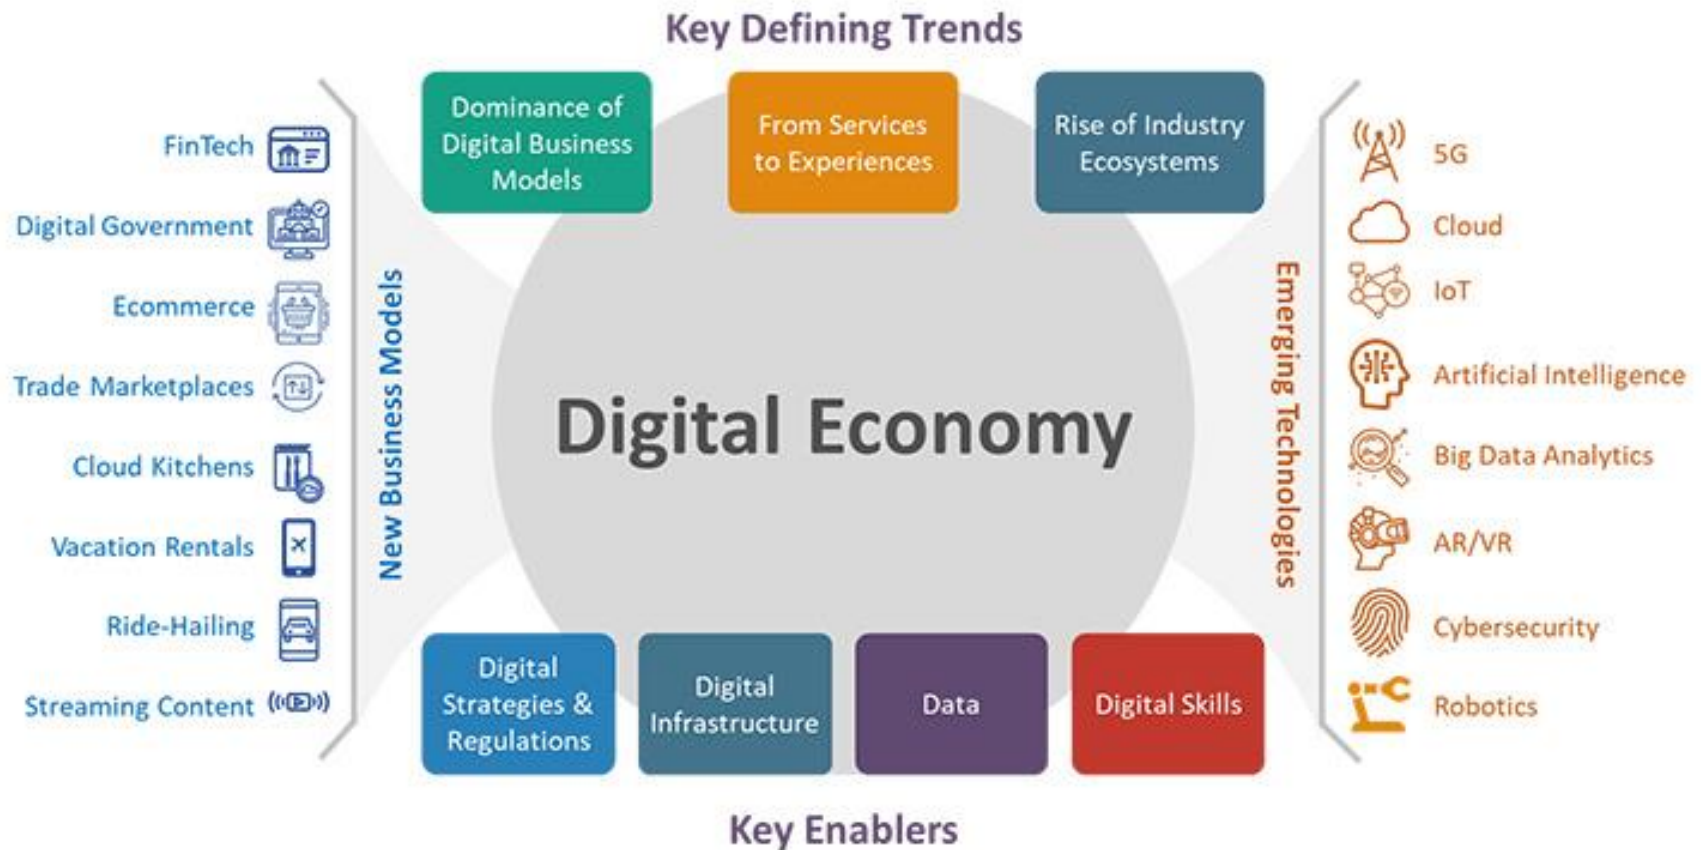 Key Defining Trends
Dominance of
Digital Business
Models
From Services
to Experiences
Rise of Industry
Ecosystems
FinTech
Digital Government
Ecommerce
Trade Marketplaces
Cloud Kitchens
Vacation Rentals
Ride-Hailing
Streaming Content
New Business Models
Digital Economy
Emerging Technologies
5G
Cloud
IoT
Artificial Intelligence
Big Data Analytics
AR/VR
Cybersecurity
Robotics
Digital
Strategies &
Regulations
Digital
Infrastructure
Data
Digital Skills
Key Enablers